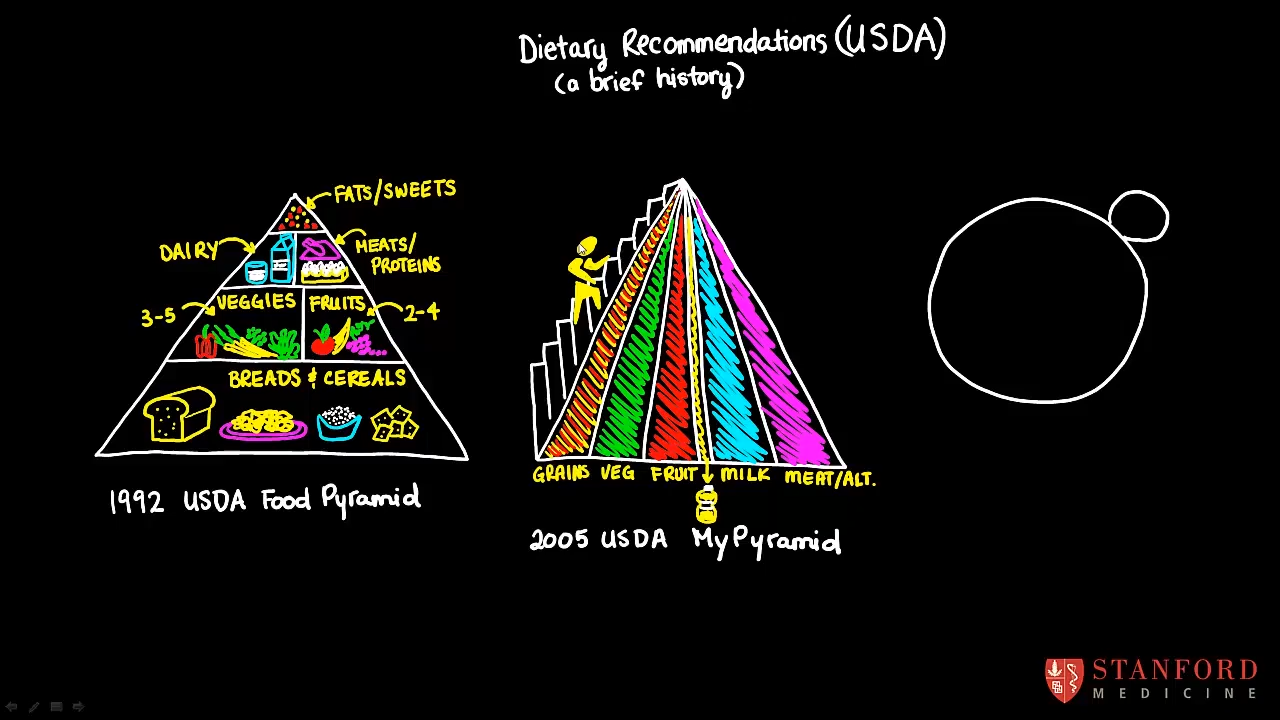 Dietary Recommendations (USDA)
(a brief history)
FATS/SWEETS
DAIRY
MEATS/
PROTEINS
3-5
VEGGIES
FRUITS
2-4
BREADS & CEREALS
1992 USDA Food Pyramid
GRAINS VEG FRUIT MILK MEAT/ALT.
2005 USDA MyPyramid
STANFORD
MEDICINE